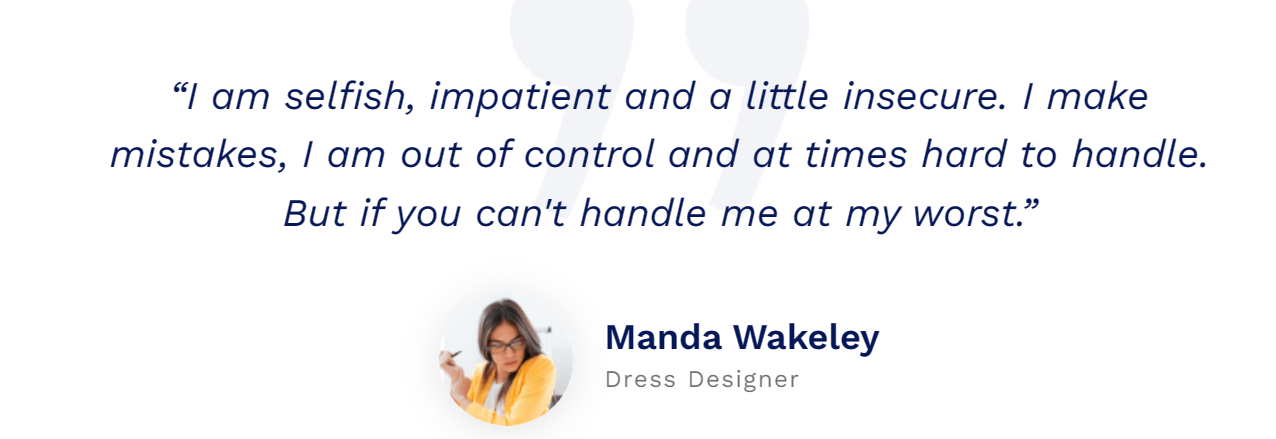 “I am selfish, impatient and a little insecure. I make
mistakes, I am out of control and at times hard to handle.
But if you can't handle me at my worst.”
Manda Wakeley
Dress Designer